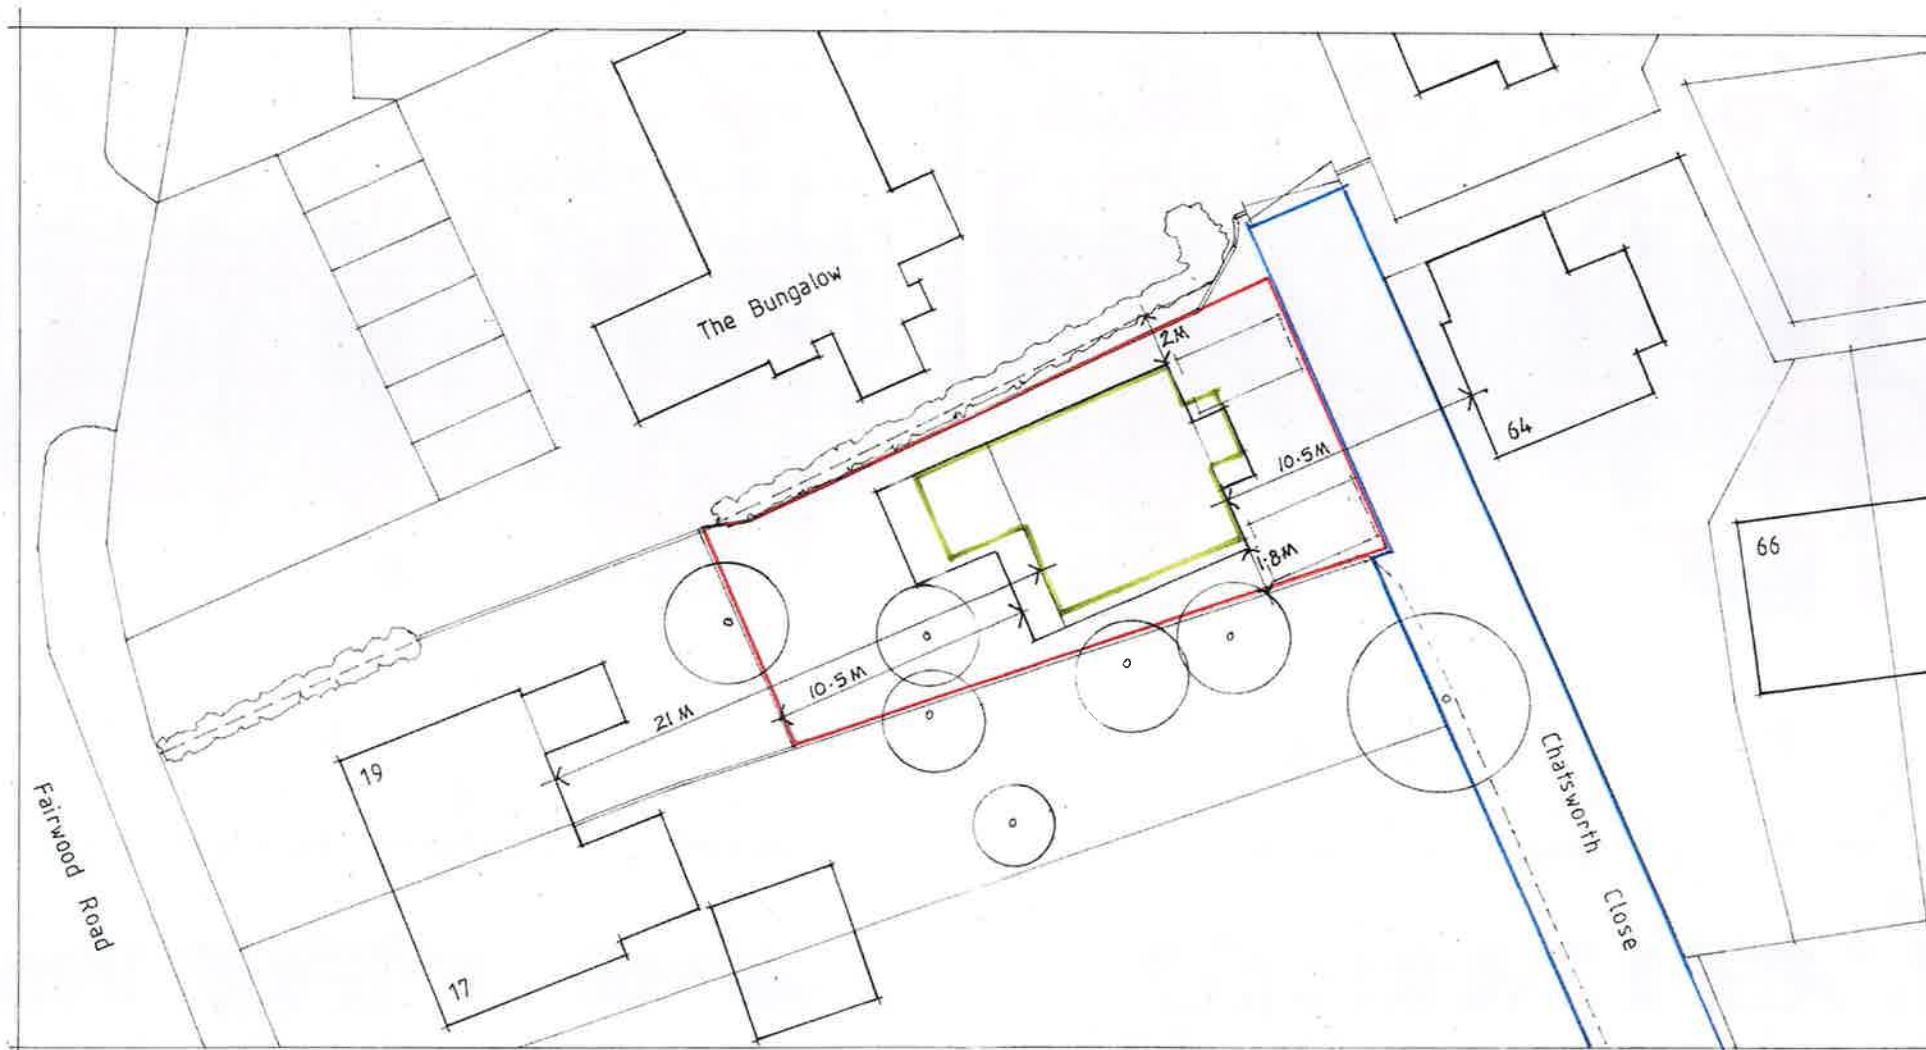 The Bungalow
2M
10.5M
64
1.8M
66
10.5M
21M
19
17
Fairwood Road
Chatsworth Close